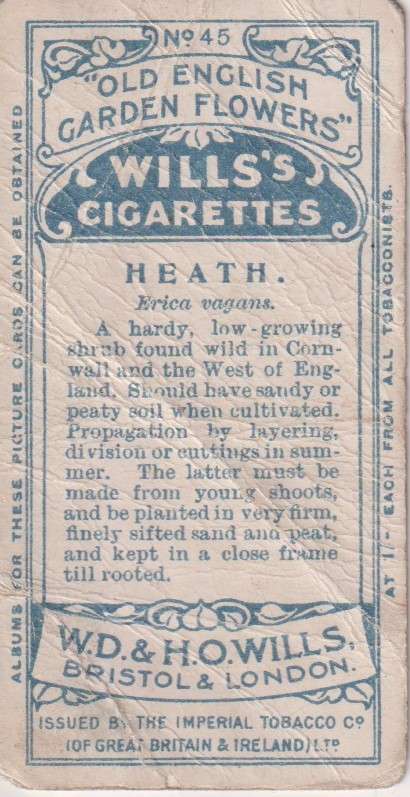 No 45
"OLD ENGLISH
GARDEN FLOWERS"
WILLS'S
CIGARETTES
HEATH.
Erica vagans.
A hardy, low-growing
shrub found wild in Corn-
wall and the West of Eng-
land. Should have sandy or
peaty soil when cultivated.
Propagation by layering,
division or cuttings in sum-
mer. The latter must be
made from young shoots,
and be planted in very firm,
finely sifted sand and peat,
and kept in a close frame
till rooted.
W.D. & H.O. WILLS,
BRISTOL & LONDON.
ISSUED BY THE IMPERIAL TOBACCO Co
(OF GREAT BRITAIN & IRELAND) LTD
ALBUMS FOR THESE PICTURE CARDS CAN BE OBTAINED
AT 1/- EACH FROM ALL TOBACCONISTS.